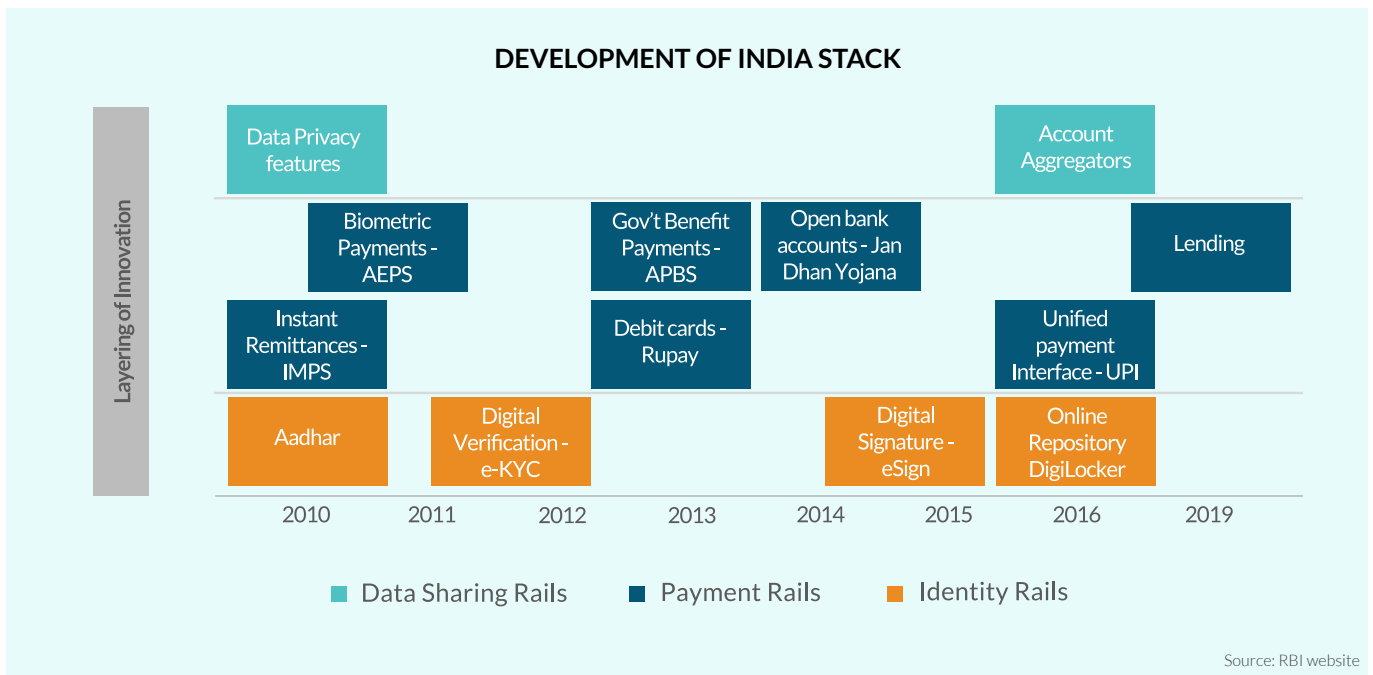 DEVELOPMENT OF INDIA STACK
Layering of Innovation
Data Privacy
features
Account
Aggregators
Biometric
Payments -
AEPS
Gov't Benefit
Payments -
APBS
Open bank
accounts - Jan
Dhan Yojana
Lending
Instant
Remittances -
IMPS
Debit cards -
Rupay
Unified
payment
Interface - UPI
Aadhar
Digital
Verification -
e-KYC
Digital
Signature -
eSign
Online
Repository
DigiLocker
2010 2011 2012 2013 2014 2015 2016 2019
Data Sharing Rails Payment Rails Identity Rails
Source: RBI website